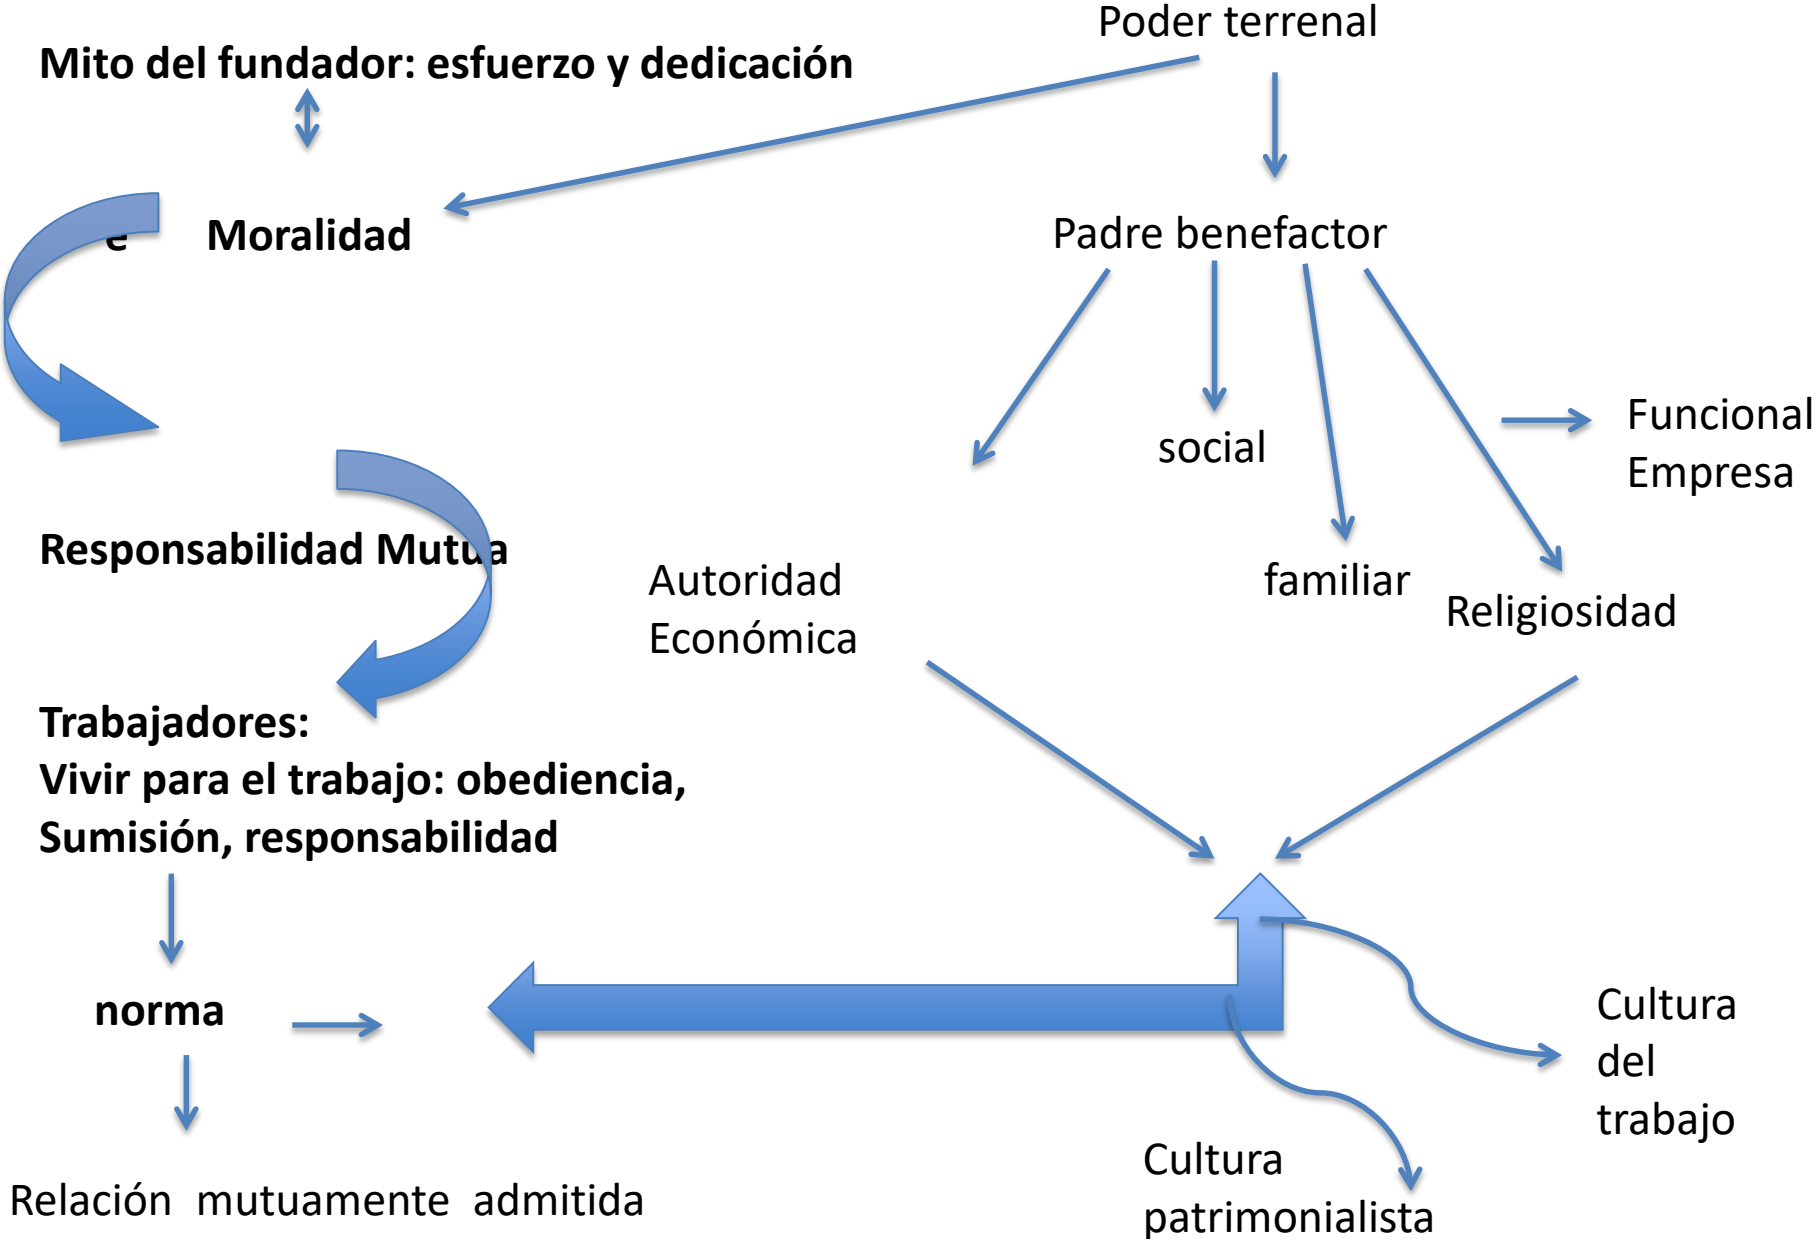 Poder terrenal
Mito del fundador: esfuerzo y dedicación
e Moralidad
Padre benefactor
Funcional
Empresa
social
Responsabilidad Mutua
Autoridad
Económica
familiar
Religiosidad
Trabajadores:
Vivir para el trabajo: obediencia,
Sumisión, responsabilidad
norma
Cultura
del
trabajo
Cultura
patrimonialista
Relación mutuamente admitida